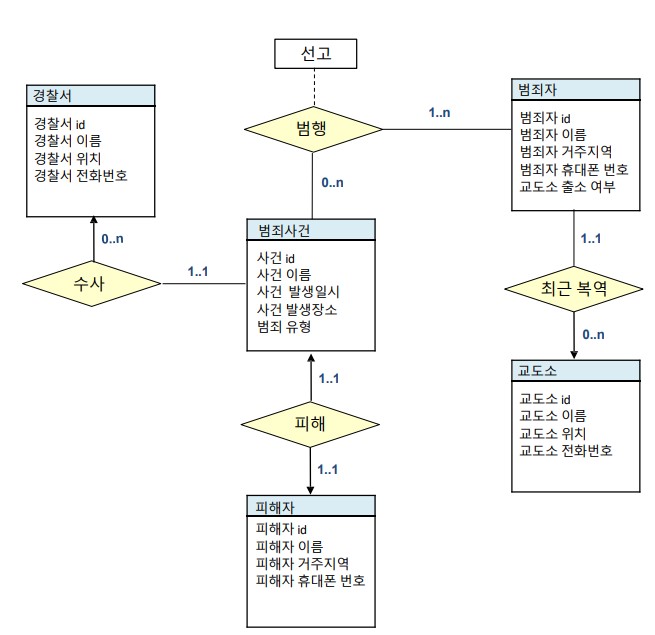 선고
경찰서
경찰서 id
경찰서 이름
경찰서 위치
경찰서 전화번호
범행
1..n
범죄자
범죄자 id
범죄자 이름
범죄자 거주지역
범죄자 휴대폰 번호
교도소 출소 여부
0..n
0..n
수사
1..1
범죄사건
사건 id
사건 이름
사건 발생일시
사건 발생장소
범죄 유형
1..1
최근 복역
0..n
교도소
교도소 id
교도소 이름
교도소 위치
교도소 전화번호
1..1
피해
1..1
피해자
피해자 id
피해자 이름
피해자 거주지역
피해자 휴대폰 번호